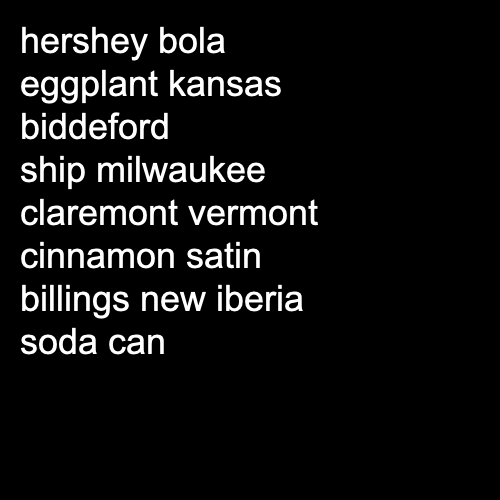 hershey bola
eggplant kansas
biddeford
ship milwaukee
claremont vermont
cinnamon satin
billings new iberia
soda can